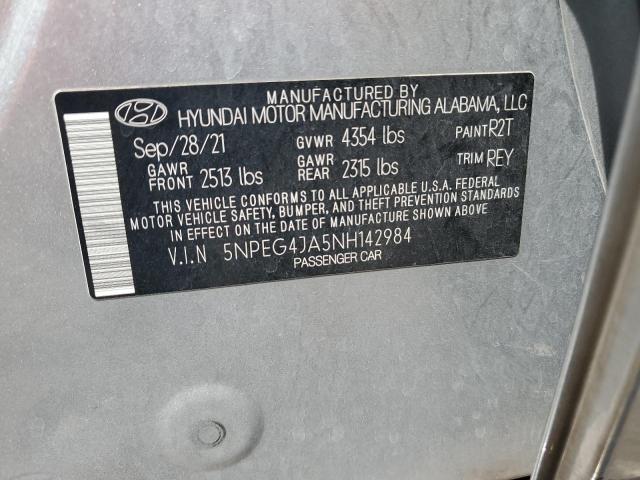 MANUFACTURED BY
HYUNDAI MOTOR MANUFACTURING ALABAMA, LLC
Sep/28/21 GVWR 4354 lbs PAINT R2T
GAWR FRONT 2513 lbs GAWR REAR 2315 lbs TRIM REY
THIS VEHICLE CONFORMS TO ALL APPLICABLE U.S.A. FEDERAL
MOTOR VEHICLE SAFETY, BUMPER, AND THEFT PREVENTION STANDARDS
IN EFFECT ON THE DATE OF MANUFACTURE SHOWN ABOVE.
V.I.N 5NPEG4JA5NH142984
PASSENGER CAR